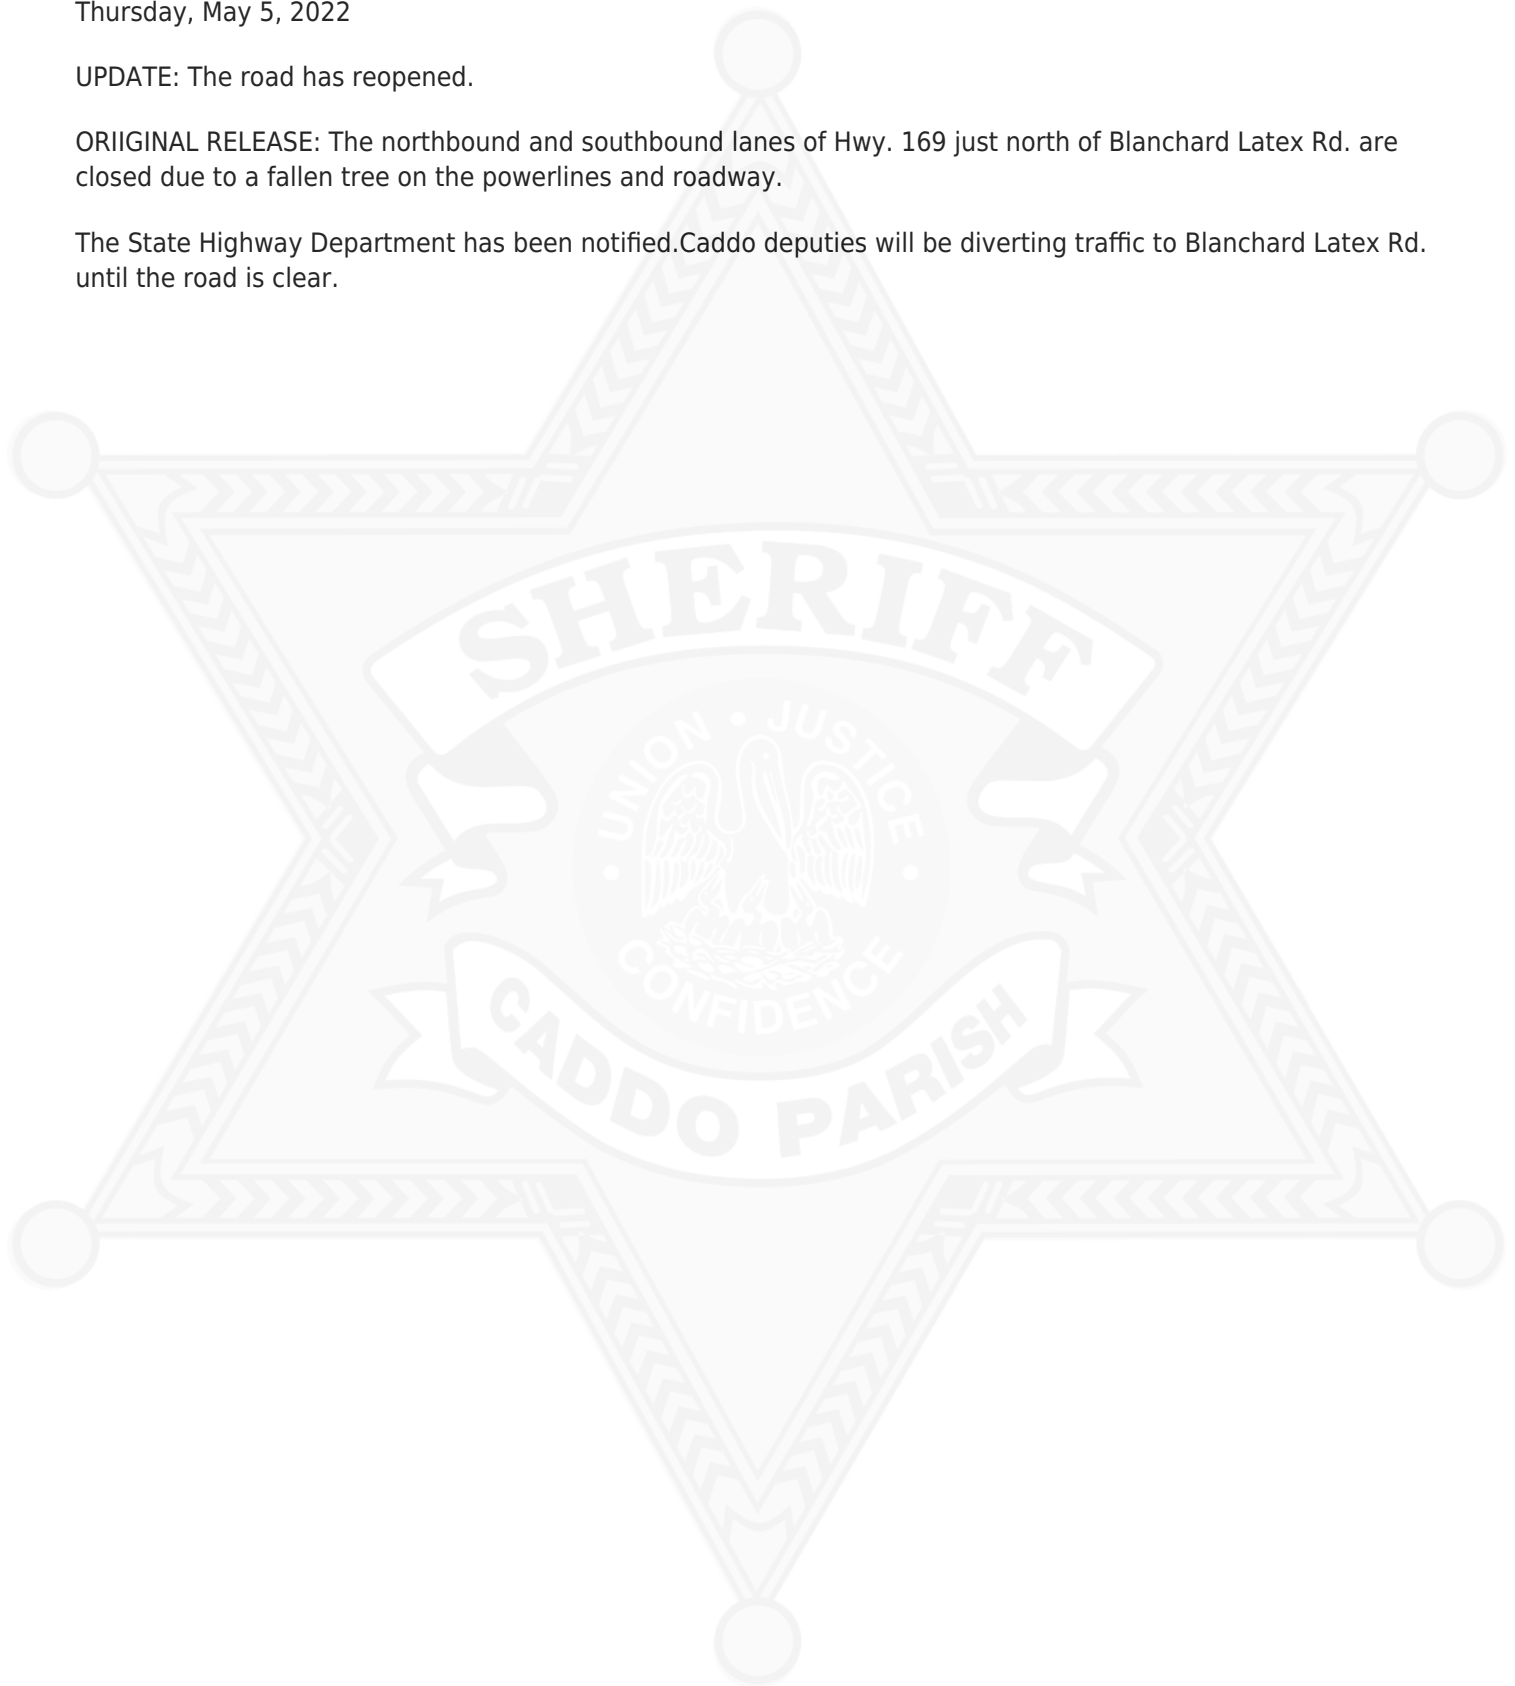 Thursday, May 5, 2022
UPDATE: The road has reopened.
ORIIGINAL RELEASE: The northbound and southbound lanes of Hwy. 169 just north of Blanchard Latex Rd. are
closed due to a fallen tree on the powerlines and roadway.
The State Highway Department has been notified.Caddo deputies will be diverting traffic to Blanchard Latex Rd.
until the road is clear.
SHERIFF
UNION • JUSTICE
• CONFIDENCE •
CADDO PARISH